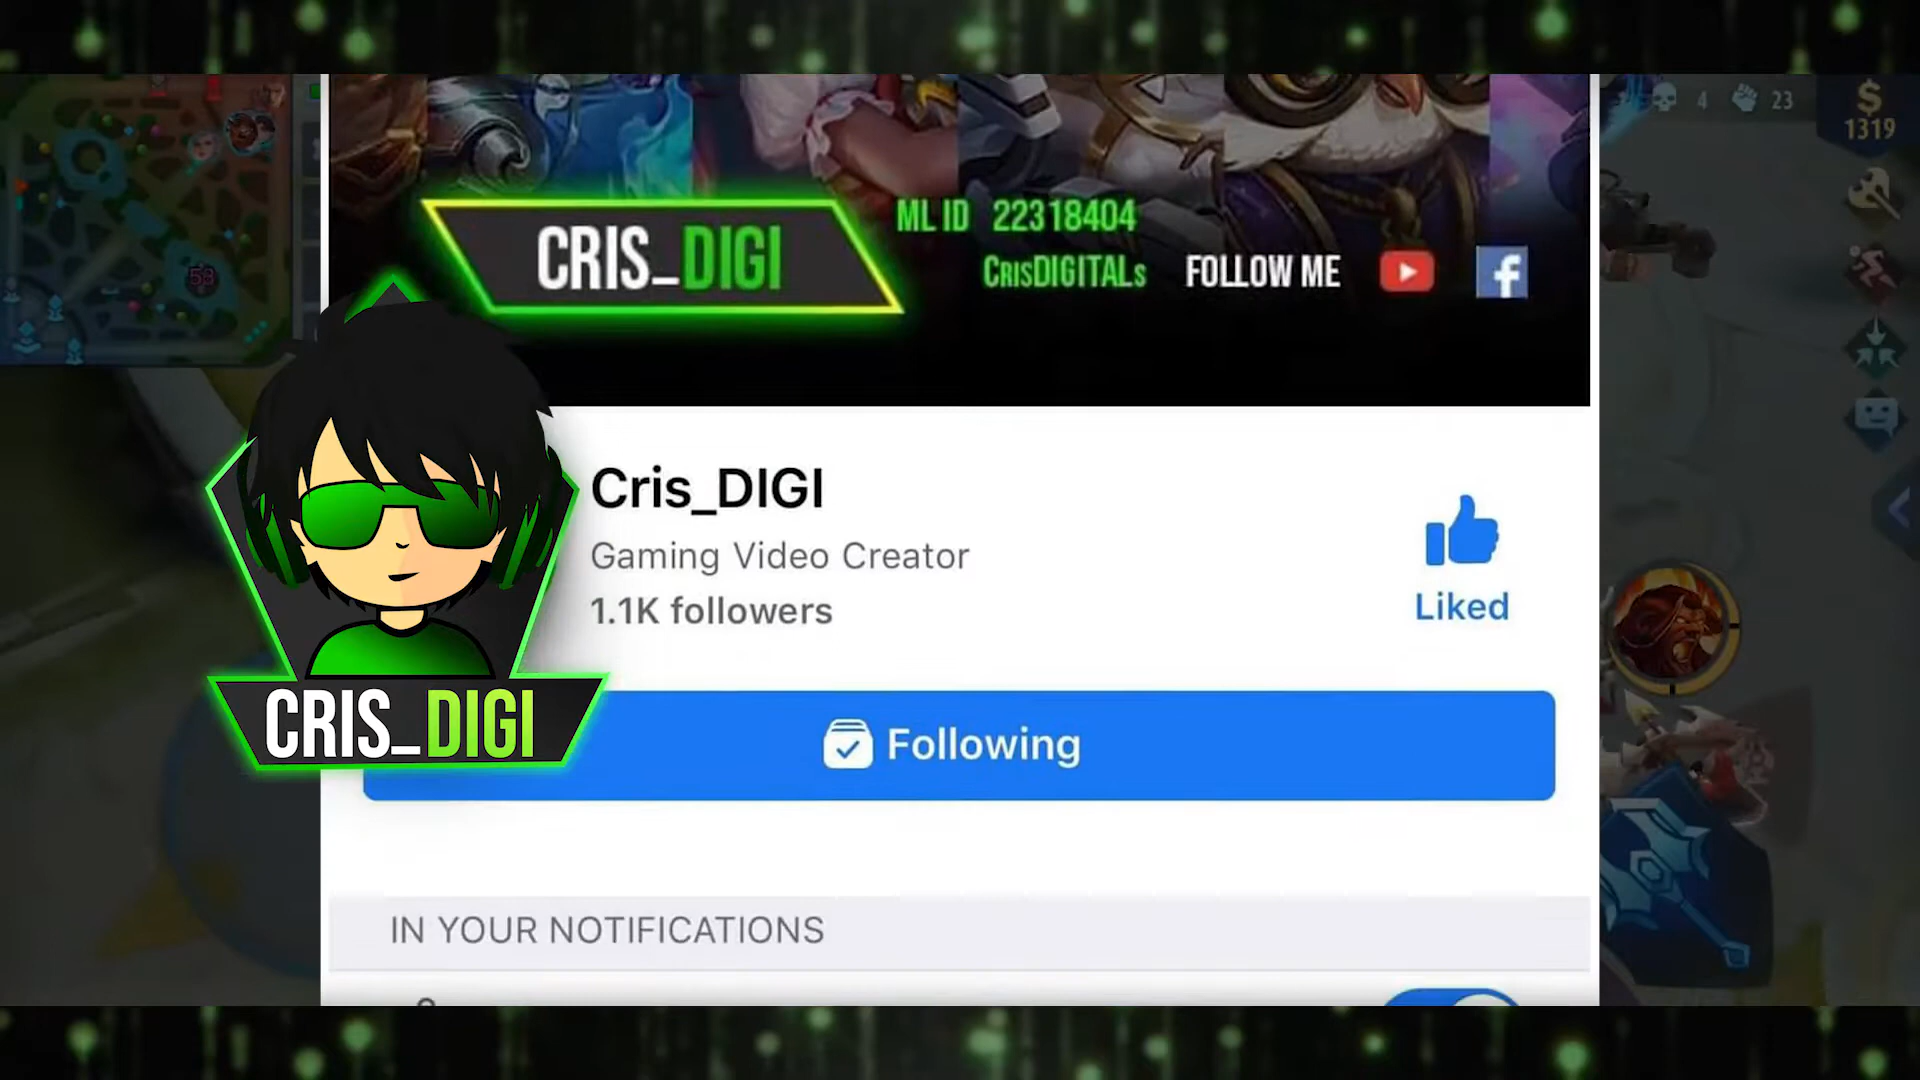 4 23
1319
ML ID 22318404
CRIS_DIGI
CRISDIGITALs FOLLOW ME
53
Cris_DIGI
Gaming Video Creator
1.1K followers
Liked
CRIS_DIGI
Following
IN YOUR NOTIFICATIONS